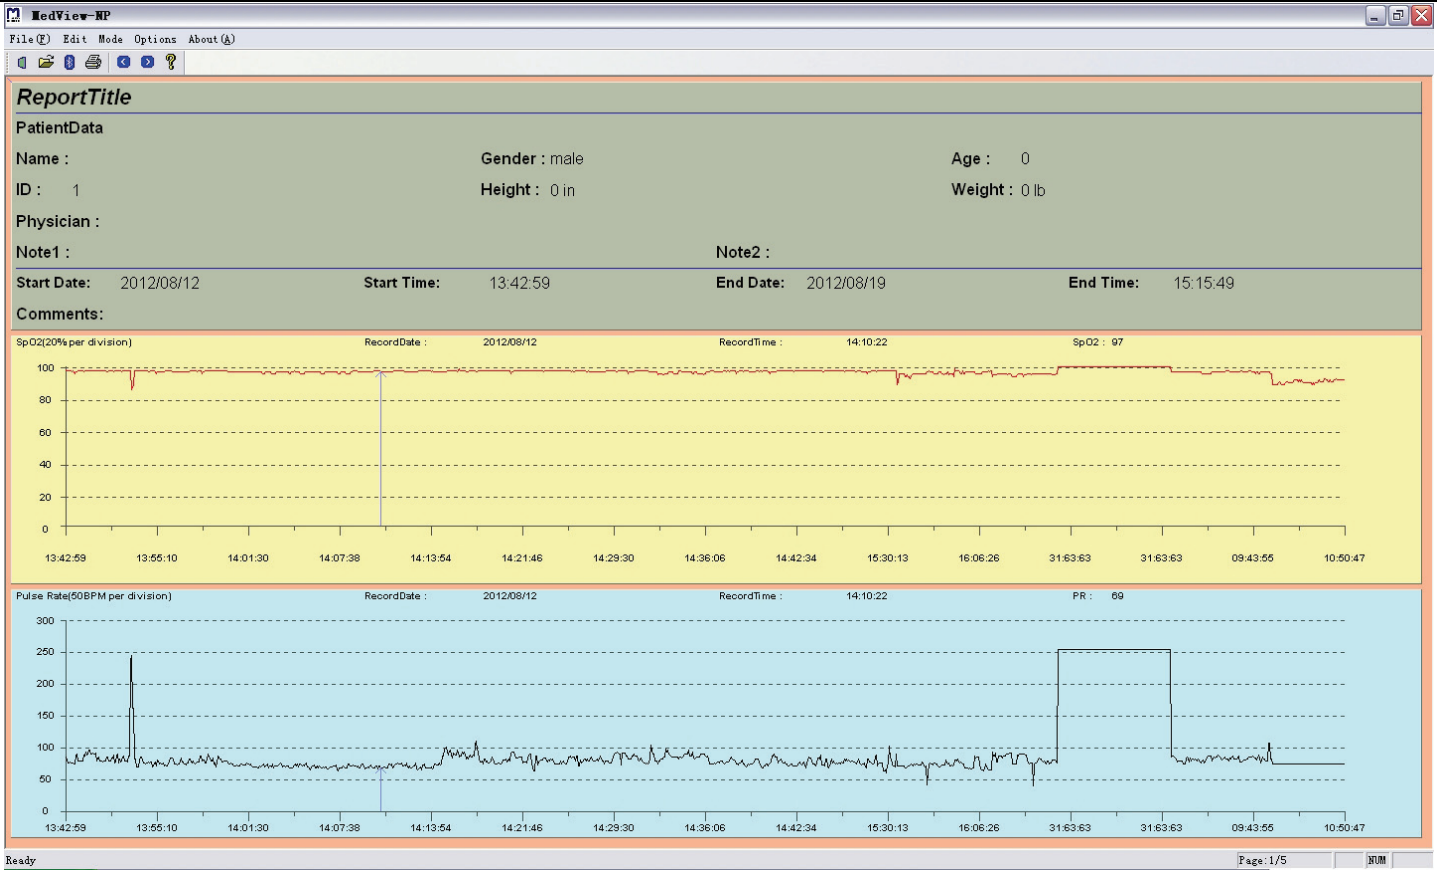 MedView-NP
File(F) Edit Mode Options About(A)
ReportTitle
PatientData
Name : Gender : male Age : 0
ID : 1 Height : 0 in Weight : 0 lb
Physician :
Note1 : Note2 :
Start Date: 2012/08/12 Start Time: 13:42:59 End Date: 2012/08/19 End Time: 15:15:49
Comments:
SpO2(20% per division) RecordDate : 2012/08/12 RecordTime : 14:10:22 SpO2 : 97
100
80
60
40
20
0
13:42:59 13:55:10 14:01:30 14:07:38 14:13:54 14:21:46 14:29:30 14:36:06 14:42:34 15:30:13 16:06:26 31:63:63 31:63:63 09:43:55 10:50:47
Pulse Rate(50BPM per division) RecordDate : 2012/08/12 RecordTime : 14:10:22 PR : 69
300
250
200
150
100
50
0
13:42:59 13:55:10 14:01:30 14:07:38 14:13:54 14:21:46 14:29:30 14:36:06 14:42:34 15:30:13 16:06:26 31:63:63 31:63:63 09:43:55 10:50:47
Ready Page:1/5 NUM